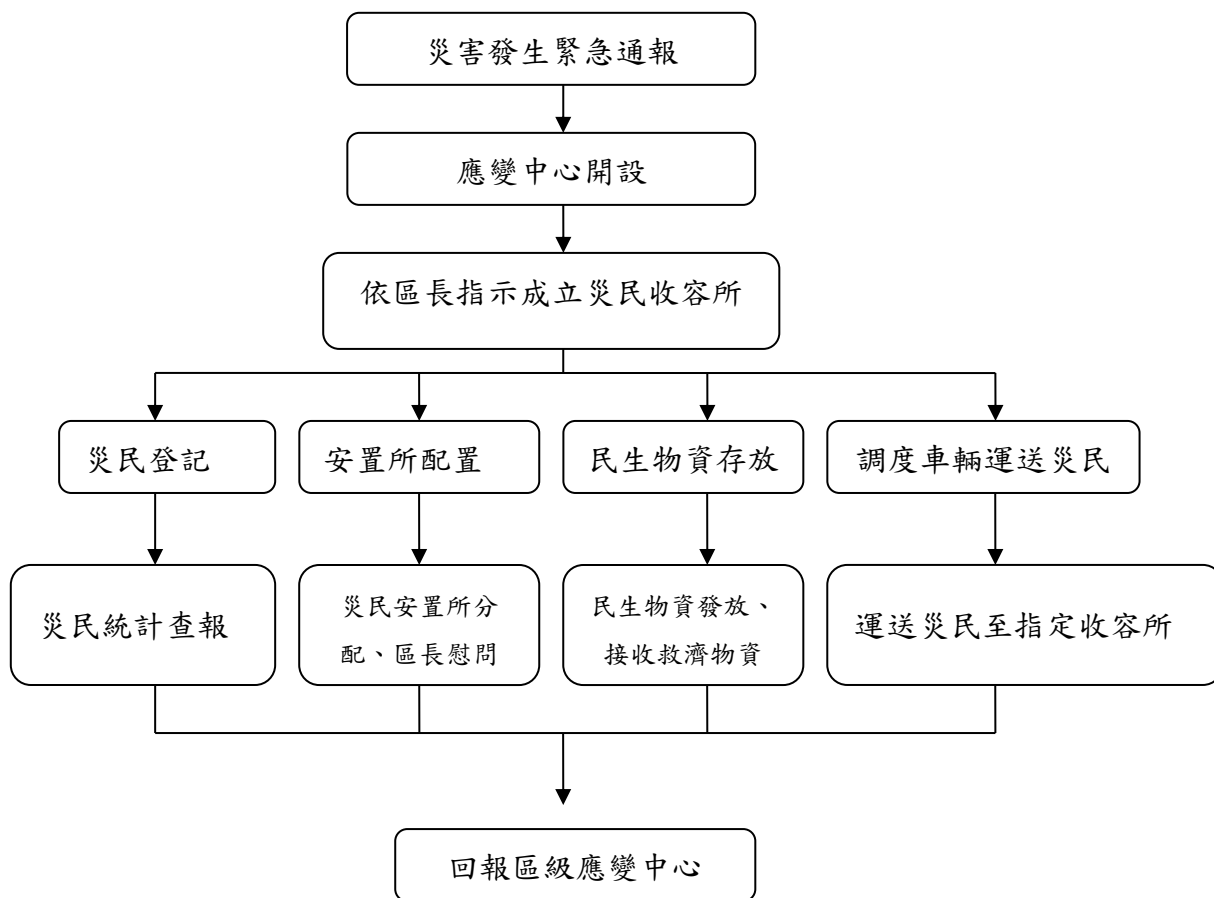 災害發生緊急通報
應變中心開設
依區長指示成立災民收容所
災民登記
安置所配置
民生物資存放
調度車輛運送災民
災民統計查報
災民安置所分
配、區長慰問
民生物資發放、
接收救濟物資
運送災民至指定收容所
回報區級應變中心